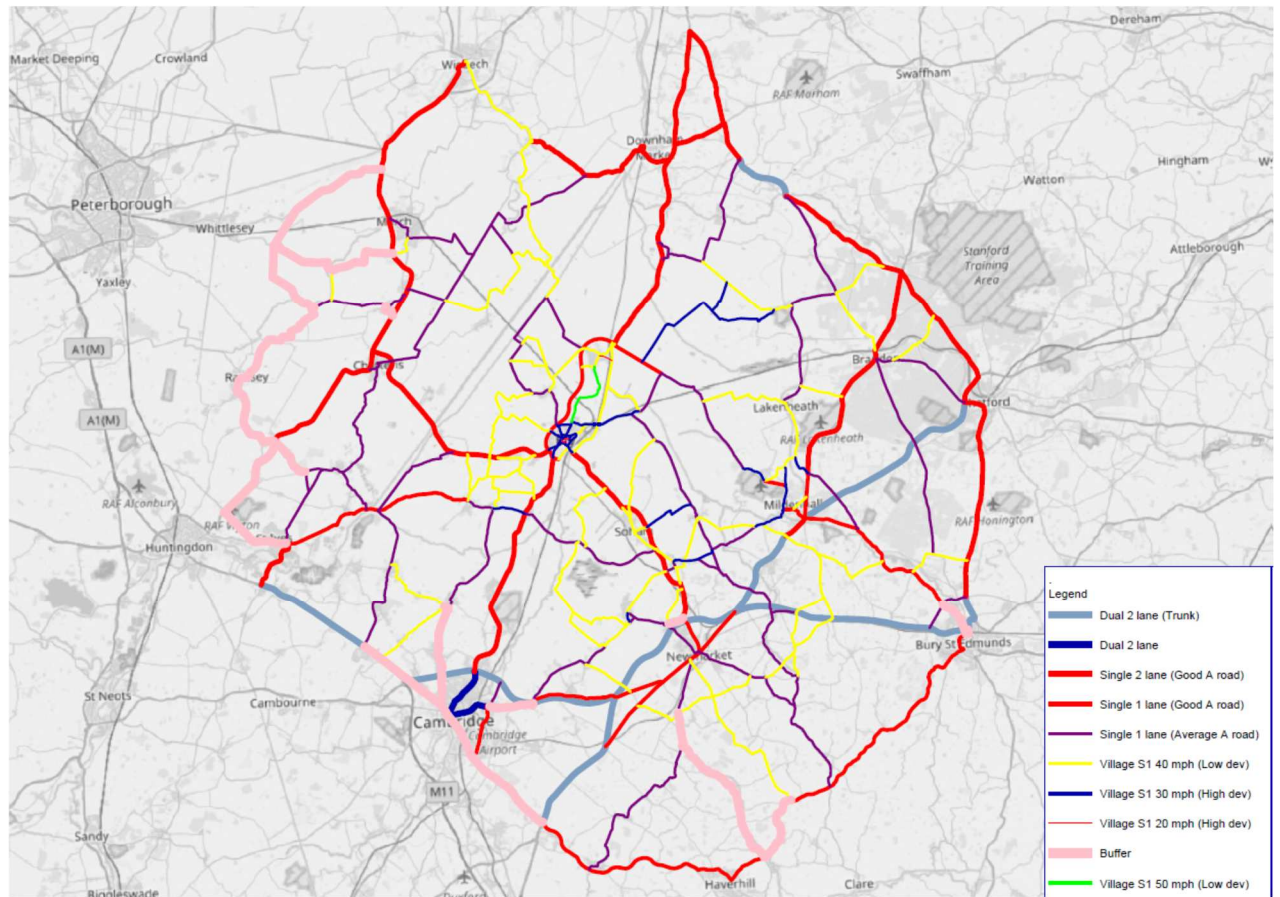 Dereham
Market Deeping
Crowland
Wisbech
Swaffham
RAF Marham
Downham
Market
Hingham
Watton
Peterborough
Whittlesey
March
Attleborough
Stanford
Training
Area
Yaxley
A1(M)
Chatteris
Brandon
Ramsey
Thetford
A1(M)
Lakenheath
RAF Lakenheath
RAF Alconbury
Mildenhall
RAF Wyton
RAF Honington
Soham
Huntingdon
Legend
Dual 2 lane (Trunk)
Dual 2 lane
Bury St Edmunds
Newmarket
Single 2 lane (Good A road)
St Neots
Cambourne
Single 1 lane (Good A road)
Cambridge
Cambridge
Airport
Single 1 lane (Average A road)
Village S1 40 mph (Low dev)
M11
Village S1 30 mph (High dev)
Village S1 20 mph (High dev)
Sandy
Buffer
Haverhill
Clare
Village S1 50 mph (Low dev)
Biggleswade